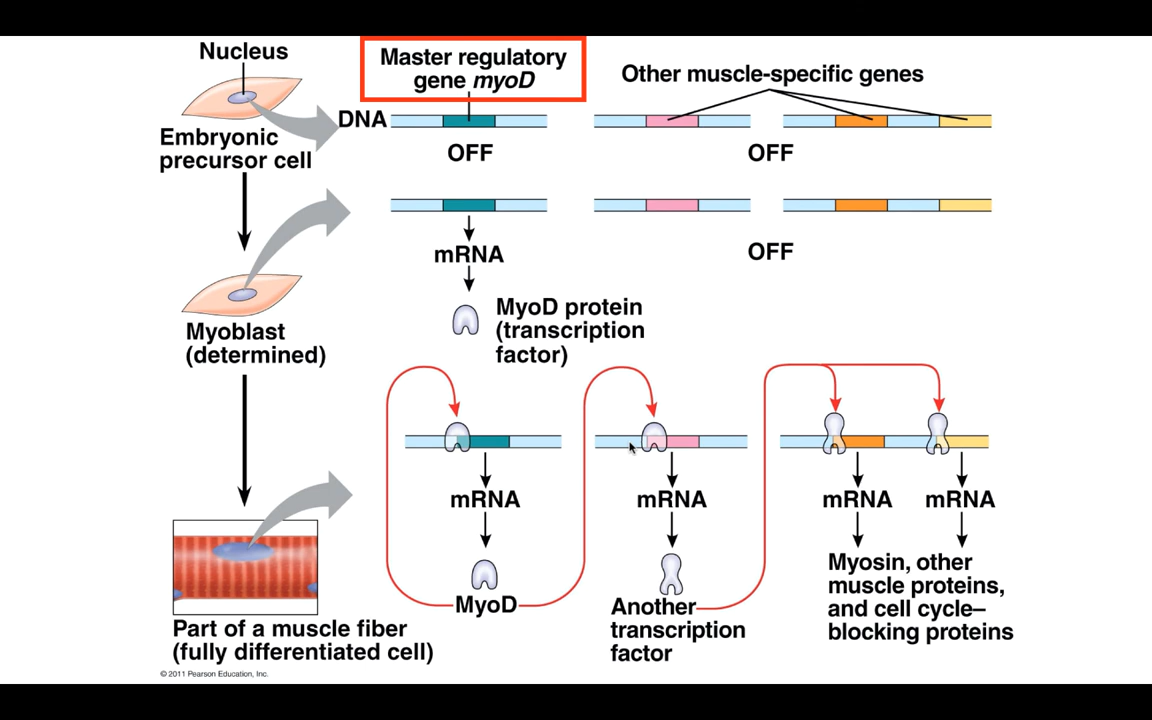 Nucleus
Master regulatory
gene myoD
Other muscle-specific genes
DNA
Embryonic
precursor cell
OFF
OFF
mRNA
OFF
MyoD protein
(transcription
factor)
Myoblast
(determined)
mRNA
mRNA
mRNA
mRNA
MyoD
Another
transcription
factor
Myosin, other
muscle proteins,
and cell cycle–
blocking proteins
Part of a muscle fiber
(fully differentiated cell)
© 2011 Pearson Education, Inc.